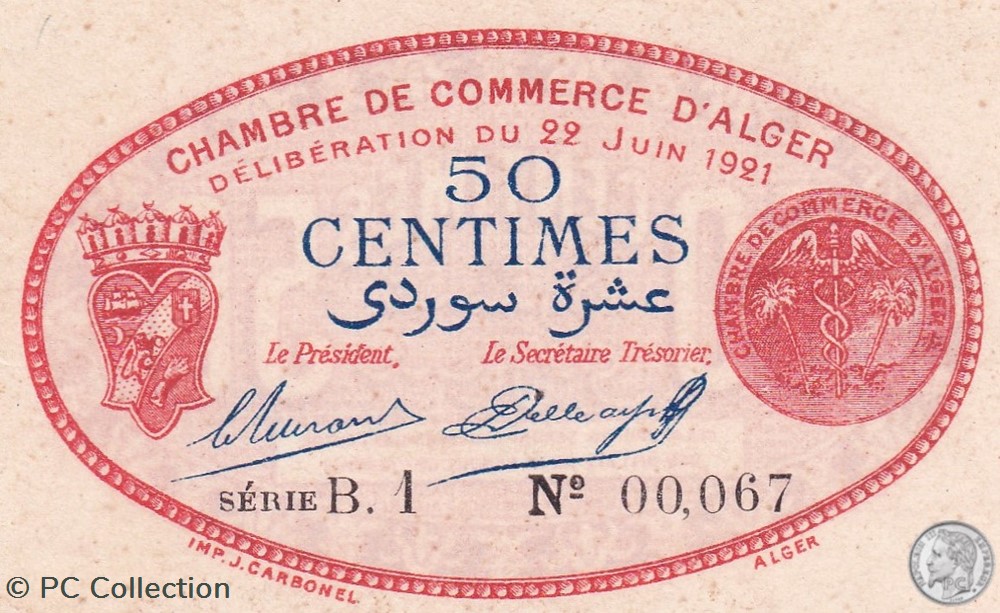 CHAMBRE DE COMMERCE D'ALGER
DÉLIBÉRATION DU 22 JUIN 1921
50
CENTIMES
عشرة سوردى
CHAMBRE DE COMMERCE D'ALGER
Le Président,
Le Secrétaire Trésorier,
SÉRIE B. 1 Nº 00,067
IMP. J. CARBONEL
ALGER
© PC Collection
PC